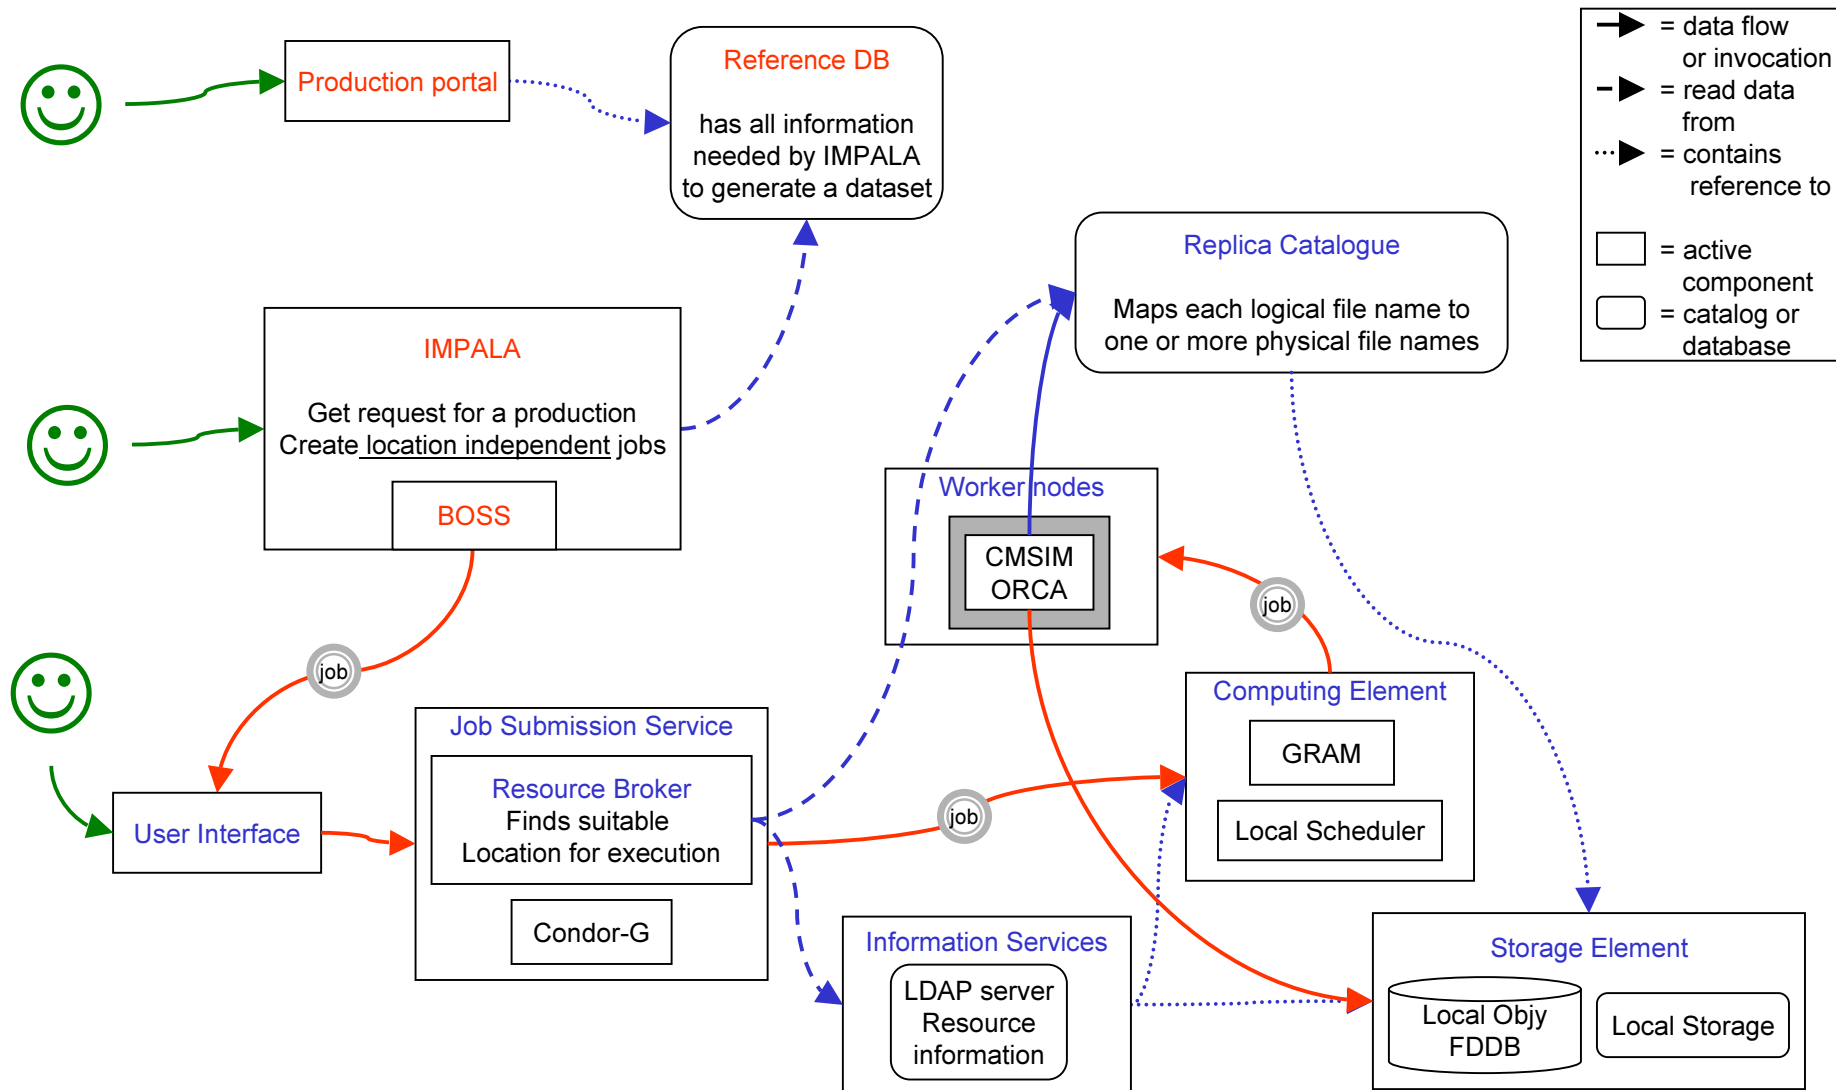 Production portal
Reference DB
has all information
needed by IMPALA
to generate a dataset
= data flow
or invocation
= read data
from
= contains
reference to
= active
component
= catalog or
database
Replica Catalogue
Maps each logical file name to
one or more physical file names
IMPALA
Get request for a production
Create location independent jobs
BOSS
Worker nodes
CMSIM
ORCA
job
job
Computing Element
GRAM
Local Scheduler
Job Submission Service
Resource Broker
Finds suitable
Location for execution
Condor-G
job
User Interface
Information Services
LDAP server
Resource
information
Storage Element
Local Objy
FDDB
Local Storage